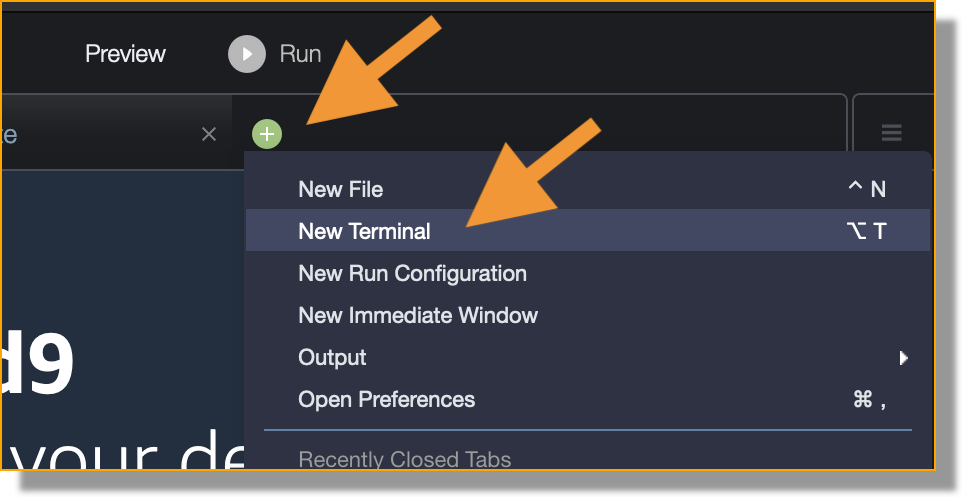 Preview Run
New File ^ N
New Terminal ⌥ T
d9
New Run Configuration
New Immediate Window
Output
Open Preferences ⌘ ,
your de
Recently Closed Tabs